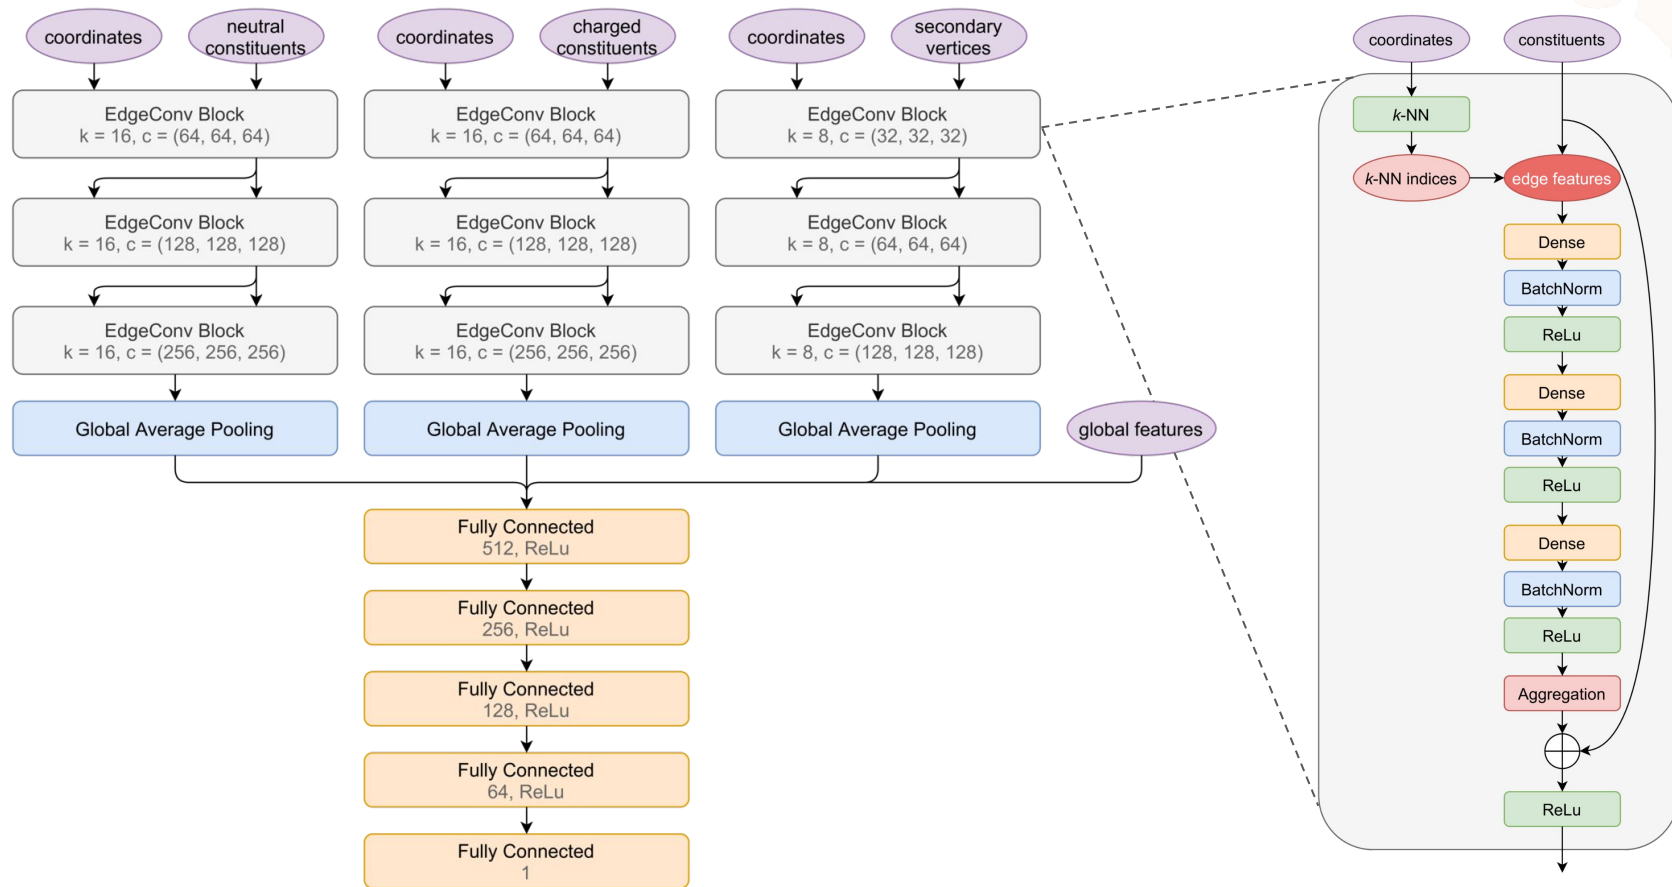 coordinates
neutral
constituents
coordinates
charged
constituents
coordinates
secondary
vertices
EdgeConv Block
k = 16, c = (64, 64, 64)
EdgeConv Block
k = 16, c = (64, 64, 64)
EdgeConv Block
k = 8, c = (32, 32, 32)
EdgeConv Block
k = 16, c = (128, 128, 128)
EdgeConv Block
k = 16, c = (128, 128, 128)
EdgeConv Block
k = 8, c = (64, 64, 64)
EdgeConv Block
k = 16, c = (256, 256, 256)
EdgeConv Block
k = 16, c = (256, 256, 256)
EdgeConv Block
k = 8, c = (128, 128, 128)
Global Average Pooling
Global Average Pooling
Global Average Pooling
global features
Fully Connected
512, ReLu
Fully Connected
256, ReLu
Fully Connected
128, ReLu
Fully Connected
64, ReLu
Fully Connected
1
coordinates
constituents
k-NN
k-NN indices
edge features
Dense
BatchNorm
ReLu
Dense
BatchNorm
ReLu
Dense
BatchNorm
ReLu
Aggregation
ReLu